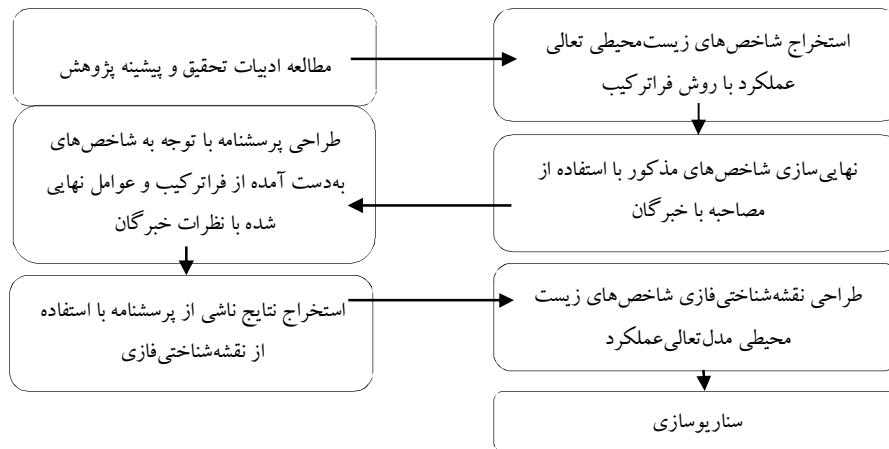 مطالعه ادبیات تحقیق و پیشینه پژوهش
استخراج شاخص‌های زیست‌محیطی تعالی
عملکرد با روش فراترکیب
نهایی‌سازی شاخص‌های مذکور با استفاده از
مصاحبه با خبرگان
طراحی پرسشنامه با توجه به شاخص‌های
به‌دست آمده از فراترکیب و عوامل نهایی
شده با نظرات خبرگان
استخراج نتایج ناشی از پرسشنامه با استفاده
از نقشه‌شناختی‌فازی
طراحی نقشه‌شناختی‌فازی شاخص‌های زیست
محیطی مدل‌تعالی‌عملکرد
سناریوسازی